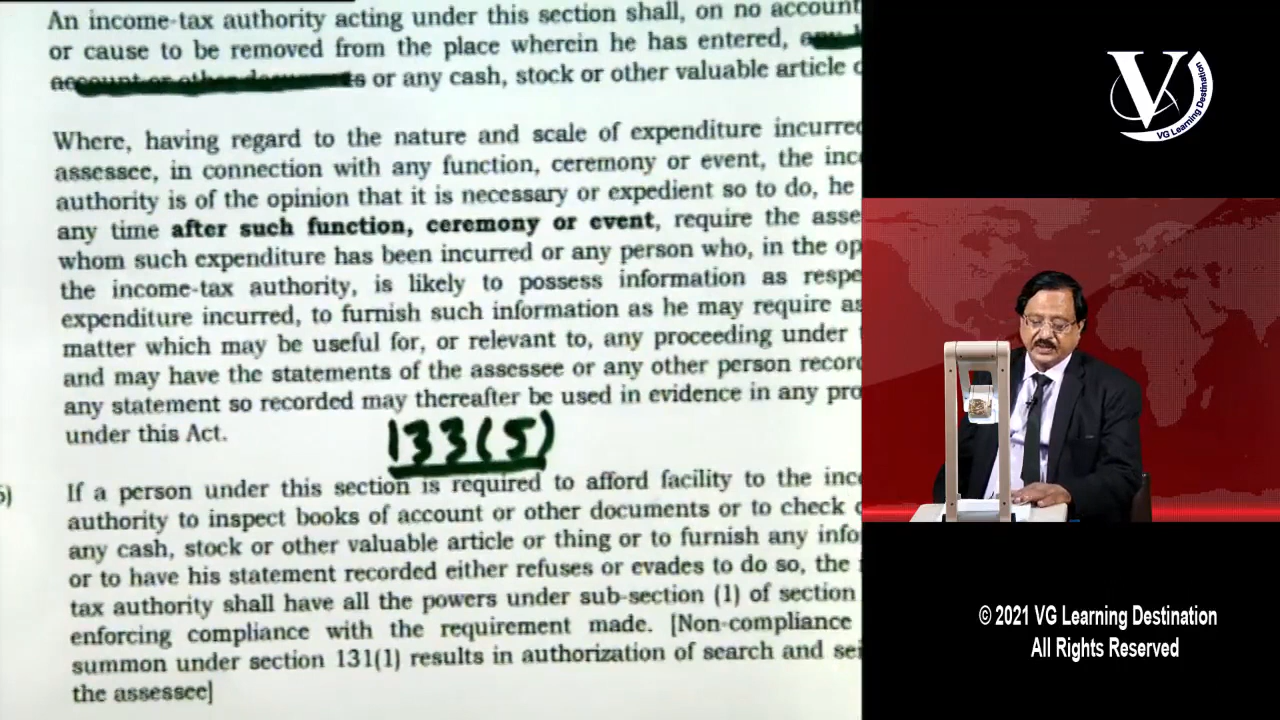 An income-tax authority acting under this section shall, on no account
or cause to be removed from the place wherein he has entered,
or any cash, stock or other valuable article
Where, having regard to the nature and scale of expenditure incurred
assessee, in connection with any function, ceremony or event, the inc
authority is of the opinion that it is necessary or expedient so to do, he
any time after such function, ceremony or event, require the asse
whom such expenditure has been incurred or any person who, in the op
the income-tax authority, is likely to possess information as respe
expenditure incurred, to furnish such information as he may require as
matter which may be useful for, or relevant to, any proceeding under
and may have the statements of the assessee or any other person recor
any statement so recorded may thereafter be used in evidence in any pro
under this Act.
133(5)
If a person under this section is required to afford facility to the inc
authority to inspect books of account or other documents or to check
any cash, stock or other valuable article or thing or to furnish any info
or to have his statement recorded either refuses or evades to do so, the
tax authority shall have all the powers under sub-section (1) of section
enforcing compliance with the requirement made. [Non-compliance
summon under section 131(1) results in authorization of search and sei
the assessee]
V
VG Learning Destination
© 2021 VG Learning Destination
All Rights Reserved